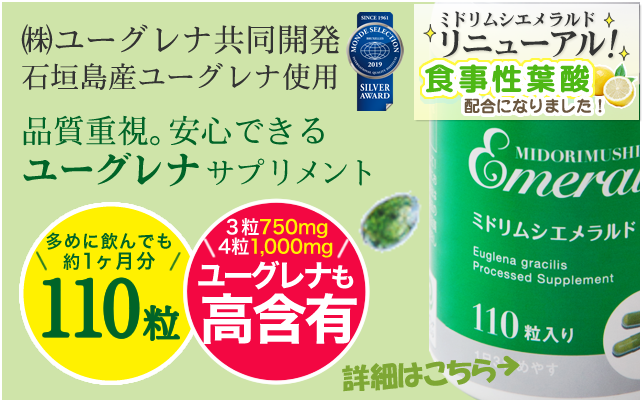 ㈱ユーグレナ共同開発
石垣島産ユーグレナ使用
SINCE 1961
MONDE SELECTION
BRUXELLES
2019
SILVER
AWARD
ミドリムシエメラルド
リニューアル!
食事性葉酸
配合になりました!
品質重視。安心できる
ユーグレナ サプリメント
多めに飲んでも
約1ヶ月分
110粒
3粒750mg
4粒1,000mg
ユーグレナも
高含有
MIDORIMUSHI
Emeral
ミドリムシエメラルド
Euglena gracilis
Processed Supplement
110粒入り
詳細はこちら→